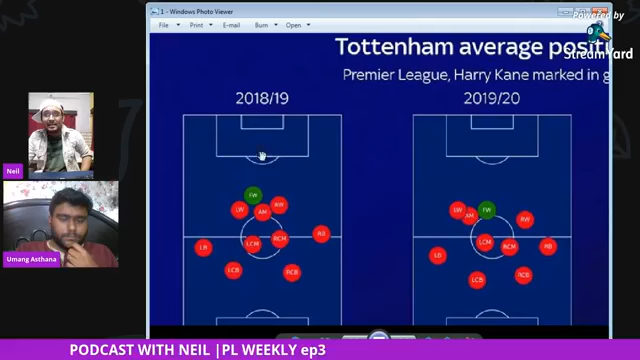 1 - Windows Photo Viewer
File Print E-mail Burn Open
Powered by
StreamYard
Tottenham average positi
Premier League, Harry Kane marked in g
2018/19
2019/20
FW
LW
AM
RW
LCM
RCM
RB
LB
LCB
RCB
LW
AM
FW
RW
LCM
RCM
RB
LB
LCB
RCB
Neil
Umang Asthana
PODCAST WITH NEIL |PL WEEKLY ep3